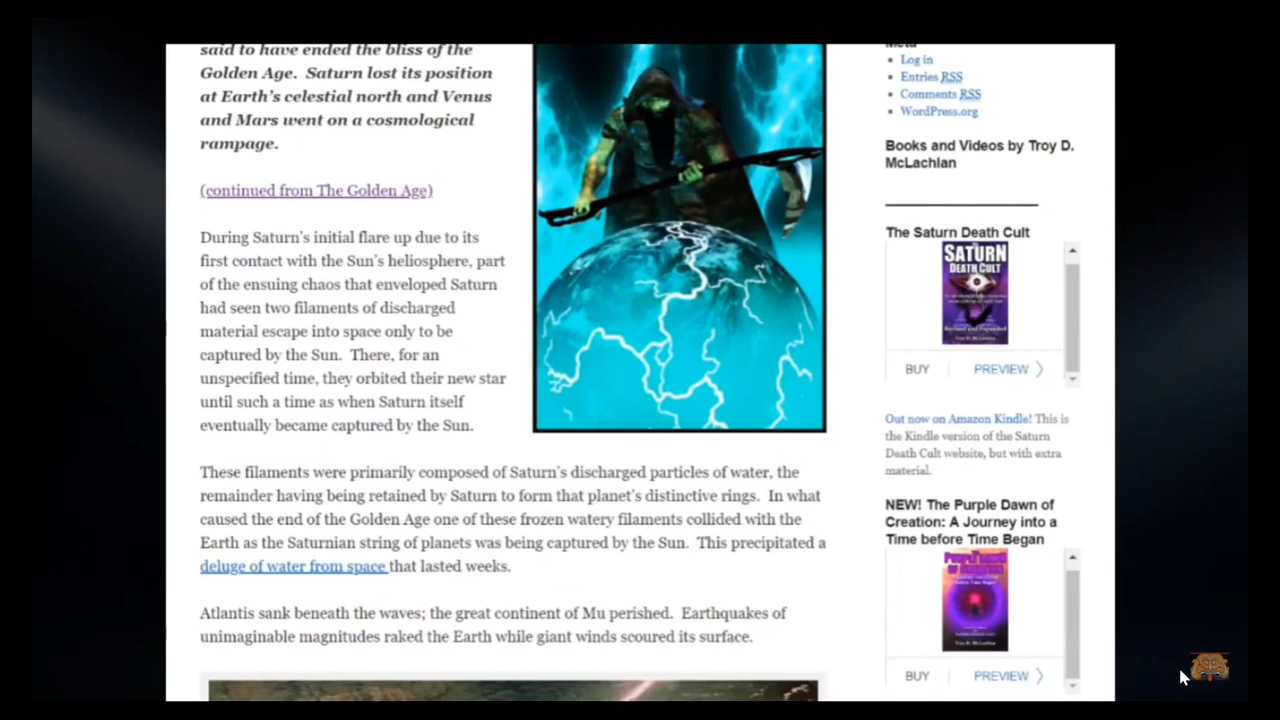 said to have ended the bliss of the
Golden Age. Saturn lost its position
at Earth's celestial north and Venus
and Mars went on a cosmological
rampage.
(continued from The Golden Age)
During Saturn's initial flare up due to its
first contact with the Sun's heliosphere, part
of the ensuing chaos that enveloped Saturn
had seen two filaments of discharged
material escape into space only to be
captured by the Sun. There, for an
unspecified time, they orbited their new star
until such a time as when Saturn itself
eventually became captured by the Sun.
These filaments were primarily composed of Saturn's discharged particles of water, the
remainder having being retained by Saturn to form that planet's distinctive rings. In what
caused the end of the Golden Age one of these frozen watery filaments collided with the
Earth as the Saturnian string of planets was being captured by the Sun. This precipitated a
deluge of water from space that lasted weeks.
Atlantis sank beneath the waves; the great continent of Mu perished. Earthquakes of
unimaginable magnitudes raked the Earth while giant winds scoured its surface.
Meta
Log in
Entries RSS
Comments RSS
WordPress.org
Books and Videos by Troy D.
McLachlan
The Saturn Death Cult
SATURN
DEATH CULT
Revised and Expanded
BUY
PREVIEW
Out now on Amazon Kindle! This is
the Kindle version of the Saturn
Death Cult website, but with extra
material.
NEW! The Purple Dawn of
Creation: A Journey into a
Time before Time Began
BUY
PREVIEW